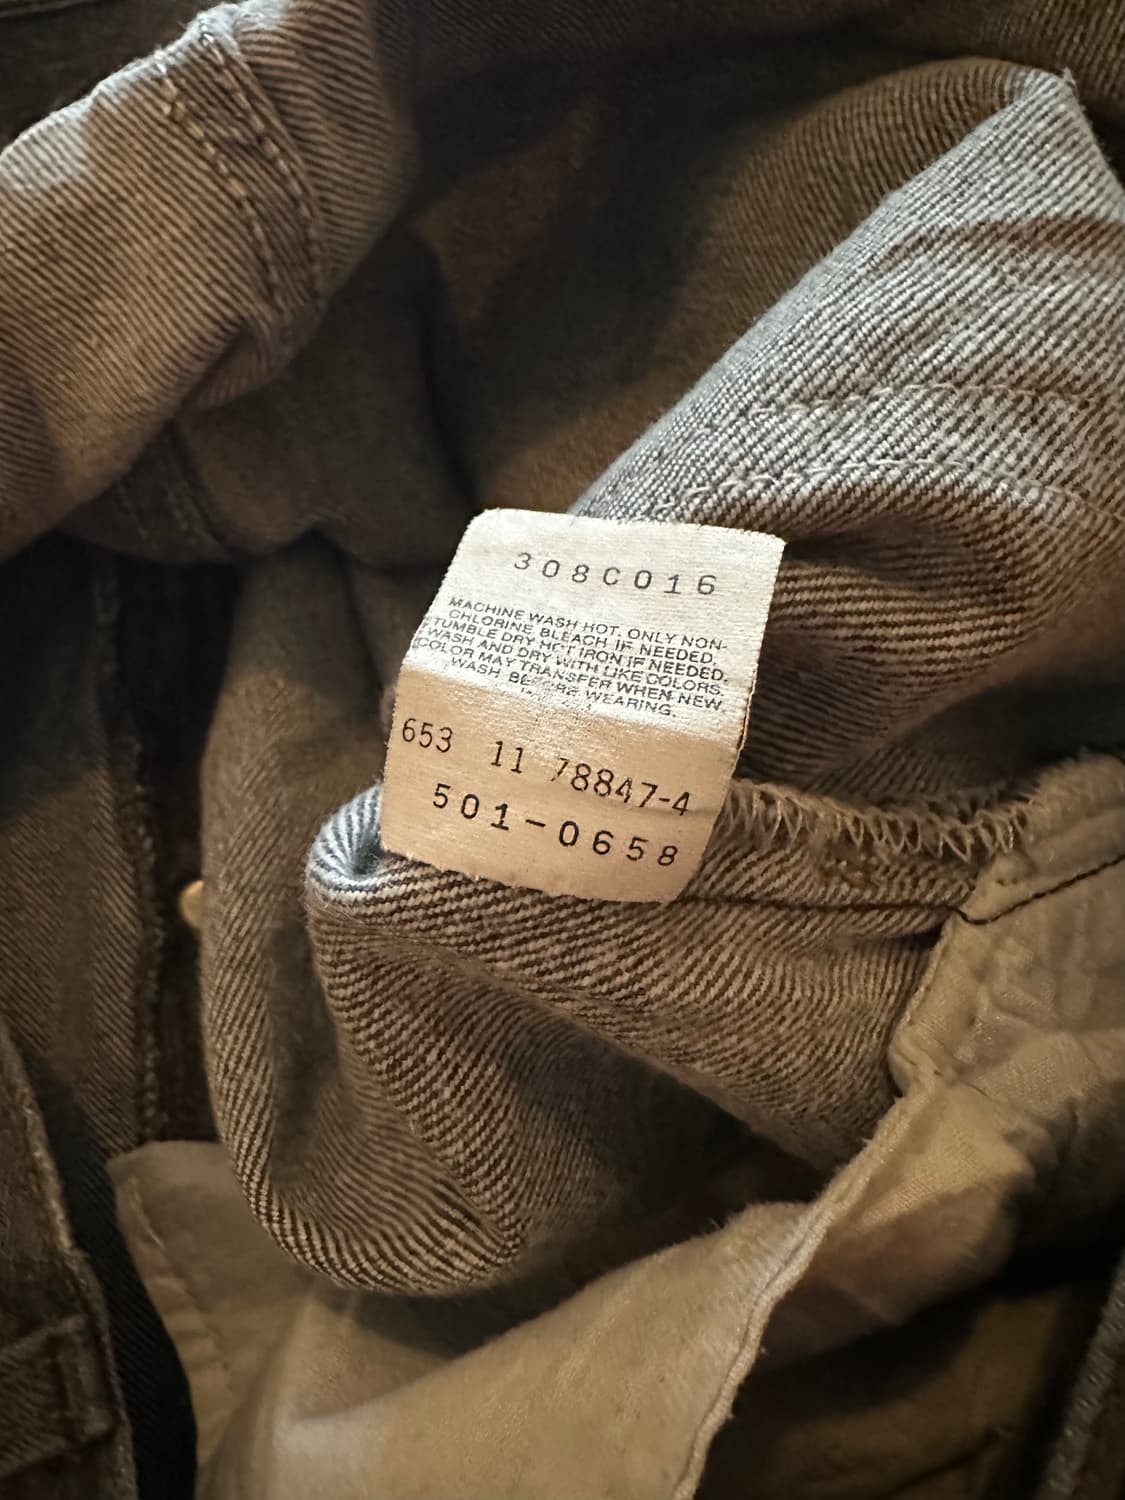 308C016
MACHINE WASH HOT. ONLY NON-
CHLORINE BLEACH IF NEEDED.
TUMBLE DRY HOT IRON IF NEEDED.
WASH AND DRY WITH LIKE COLORS.
COLOR MAY TRANSFER WHEN NEW.
WASH WEARING.
653 11 78847-4
501-0658